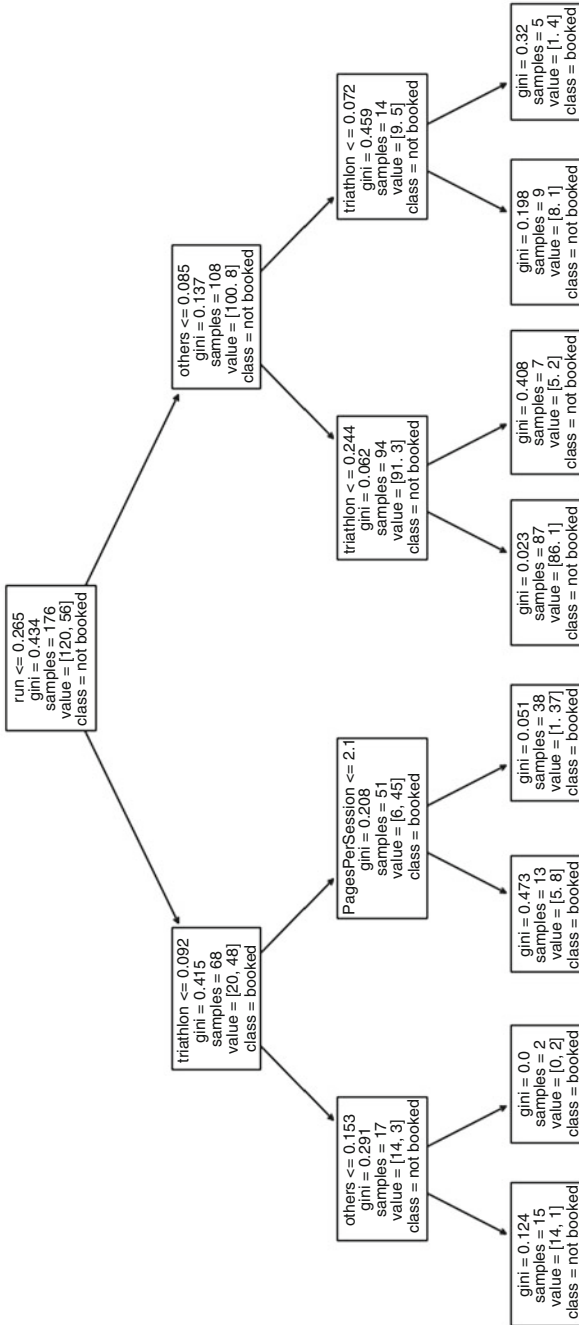 run <= 0.265
gini = 0.434
samples = 176
value = [120, 56]
class = not booked
triathlon <= 0.092
gini = 0.415
samples = 68
value = [20, 48]
class = booked
others <= 0.085
gini = 0.137
samples = 108
value = [100. 8]
class = not booked
others <= 0.153
gini = 0.291
samples = 17
value = [14, 3]
class = not booked
PagesPerSession <= 2.1
gini = 0.208
samples = 51
value = [6, 45]
class = booked
triathlon <= 0.244
gini = 0.062
samples = 94
value = [91. 3]
class = not booked
triathlon < = 0.072
gini = 0.459
samples = 14
value = [9. 5]
class = not booked
gini = 0.124
samples = 15
value = [14, 1]
class = not booked
gini = 0.0
samples = 2
value = [0, 2]
class = booked
gini = 0.473
samples = 13
value = [5. 8]
class = booked
gini = 0.051
samples = 38
value = [1. 37]
class = booked
gini = 0.023
samples = 87
value = [86. 1]
class = not booked
gini = 0.408
samples = 7
value = [5. 2]
class = not booked
gini = 0.198
samples = 9
value = [8. 1]
class = not booked
gini = 0.32
samples = 5
value = [1. 4]
class = booked